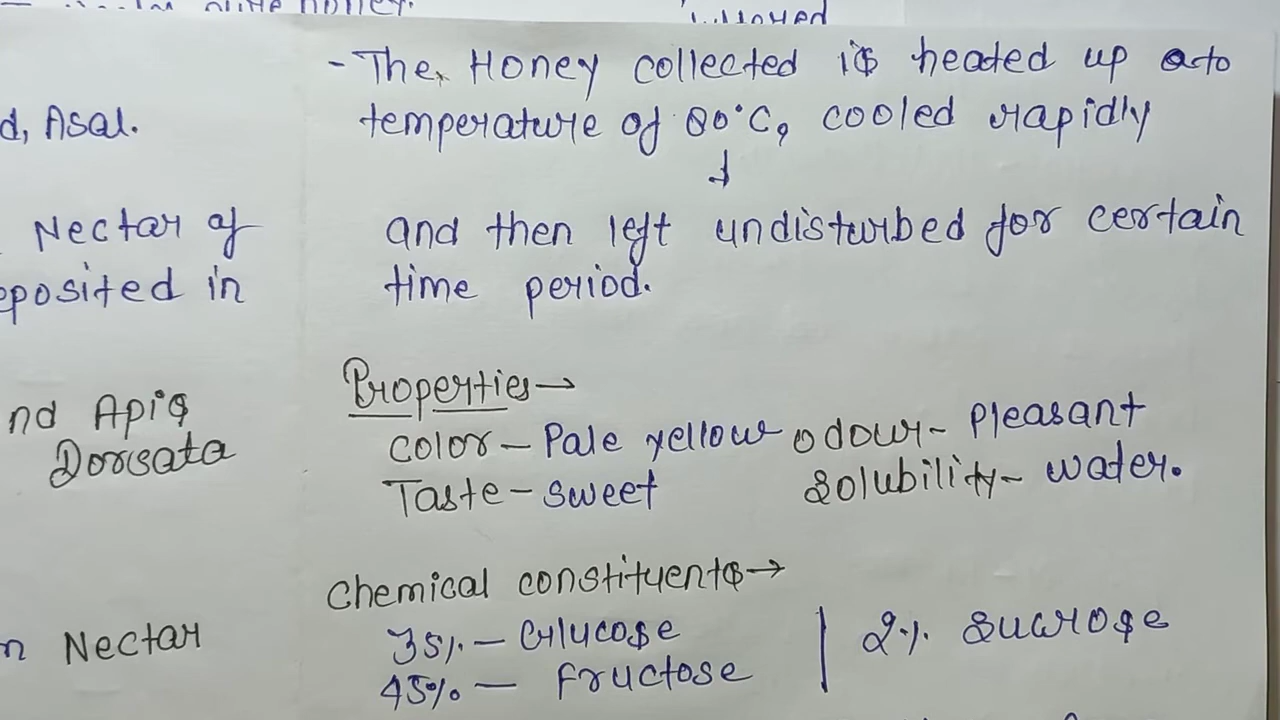 d, Asal.
Nectar of
eposited in
nd Apis
Dorsata
n Nectar
- The Honey collected is heated up to
temperature of 80°C, cooled rapidly
↓
and then left undisturbed for certain
time period.
Properties→
Color - Pale yellow odour - Pleasant
Taste - sweet Solubility - water.
Chemical constituents→
35% - Glucose | 2% Sucrose
45% - Fructose